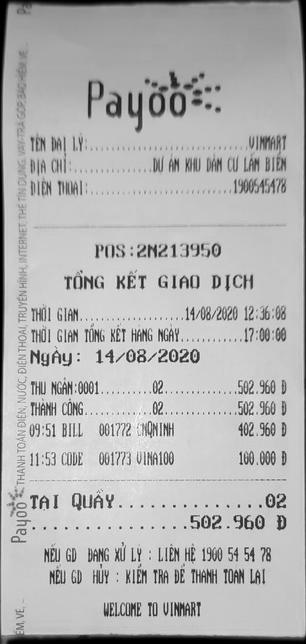 Payoo
TÊN ĐẠI LÝ:..................VINMART
ĐỊA CHỈ:..........DỰ ÁN KHU DÂN CƯ LÂM BIÊN
ĐIỆN THOẠI:..................1900545478
POS:2N213950
TỔNG KẾT GIAO DỊCH
THỜI GIAN...............14/08/2020 12:36:08
THỜI GIAN TỔNG KẾT HÀNG NGÀY.......17:00:00
Ngày: 14/08/2020
THU NGÂN:0001........02..........502.960 Đ
THÀNH CÔNG...........02..........502.960 Đ
09:51 BILL 001772 CNQNINH 402.960 Đ
11:53 CODE 001773 VINA100 100.000 Đ
TẠI QUẦY..............02
...............502.960 Đ
NẾU GD ĐANG XỬ LÝ : LIÊN HỆ 1900 54 54 78
NẾU GD HỦY : KIỂM TRA ĐỂ THANH TOÁN LẠI
WELCOME TO VINMART
Payoo THANH TOÁN ĐIỆN, NƯỚC, ĐIỆN THOẠI, TRUYỀN HÌNH, INTERNET, THẺ TÍN DỤNG, VAY-TRẢ GÓP, BẢO HIỂM, VÉ...